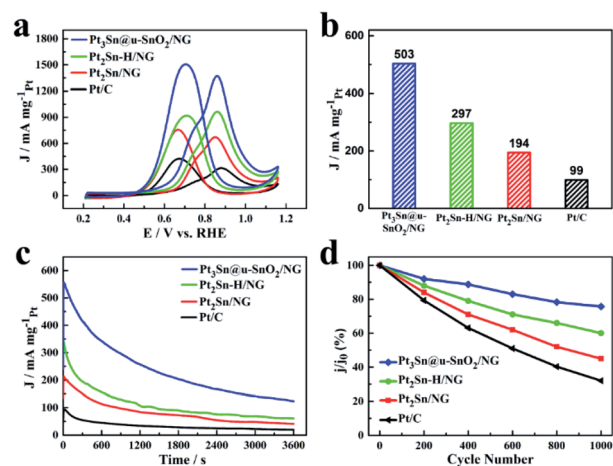 a
J / mA mg⁻¹Pt
1800
1500
1200
900
600
300
0
Pt₃Sn@u-SnO₂/NG
Pt₂Sn-H/NG
Pt₂Sn/NG
Pt/C
0.2 0.4 0.6 0.8 1.0 1.2
E / V vs. RHE
b
J / mA mg⁻¹Pt
600
400
200
0
503
297
194
99
Pt₃Sn@u-
SnO₂/NG
Pt₂Sn-H/NG
Pt₂Sn/NG
Pt/C
c
J / mA mg⁻¹Pt
600
500
400
300
200
100
0
Pt₃Sn@u-SnO₂/NG
Pt₂Sn-H/NG
Pt₂Sn/NG
Pt/C
0 600 1200 1800 2400 3000 3600
Time / s
d
j/j₀ (%)
100
80
60
40
20
0
Pt₃Sn@u-SnO₂/NG
Pt₂Sn-H/NG
Pt₂Sn/NG
Pt/C
0 200 400 600 800 1000
Cycle Number